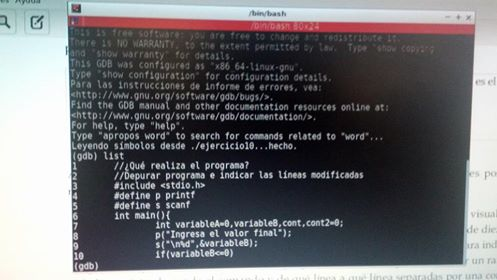 Ayuda
/bin/bash
/bin/bash 80x24
This is free software: you are free to change and redistribute it.
There is NO WARRANTY, to the extent permitted by law. Type "show copying
and "show warranty" for details.
This GDB was configured as "x86_64-linux-gnu".
Type "show configuration" for configuration details.
Para las instrucciones de informe de errores, vea:
<http://www.gnu.org/software/gdb/bugs/>.
Find the GDB manual and other documentation resources online at:
<http://www.gnu.org/software/gdb/documentation/>.
For help, type "help".
Type "apropos word" to search for commands related to "word"...
Leyendo símbolos desde ./ejercicio10...hecho.
(gdb) list
1 //¿Qué realiza el programa?
2 //Depurar programa e indicar las líneas modificadas
3 #include <stdio.h>
4 #define p printf
5 #define s scanf
6 int main(){
7 int variableA=0,variableB,cont,cont2=0;
8 p("Ingresa el valor final");
9 s("\n%d",&variableB);
10 if(variableB<=0)
(gdb)
es el
es po
visual
de die
ara ind
r un ra
de qué línea a qué línea separadas por una co